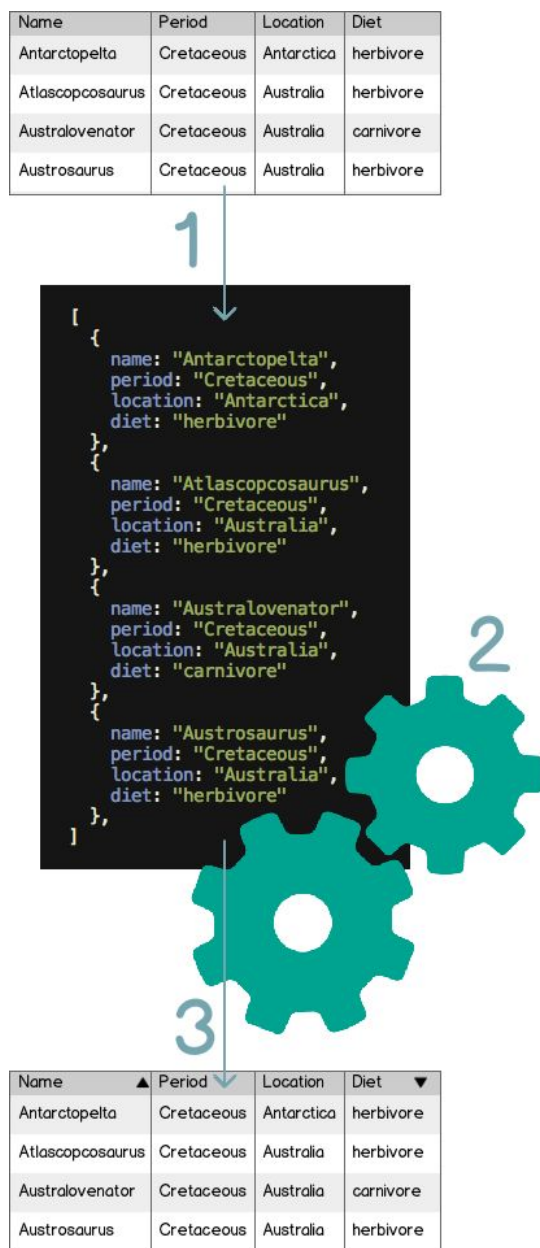 Name Period Location Diet
Antarctopelta Cretaceous Antarctica herbivore
Atlascopcosaurus Cretaceous Australia herbivore
Australovenator Cretaceous Australia carnivore
Austrosaurus Cretaceous Australia herbivore
1
[
{
name: "Antarctopelta",
period: "Cretaceous",
location: "Antarctica",
diet: "herbivore"
},
{
name: "Atlascopcosaurus",
period: "Cretaceous",
location: "Australia",
diet: "herbivore"
},
{
name: "Australovenator",
period: "Cretaceous",
location: "Australia",
diet: "carnivore"
},
{
name: "Austrosaurus",
period: "Cretaceous",
location: "Australia",
diet: "herbivore"
},
]
2
3
Name ▲ Period Location Diet ▼
Antarctopelta Cretaceous Antarctica herbivore
Atlascopcosaurus Cretaceous Australia herbivore
Australovenator Cretaceous Australia carnivore
Austrosaurus Cretaceous Australia herbivore